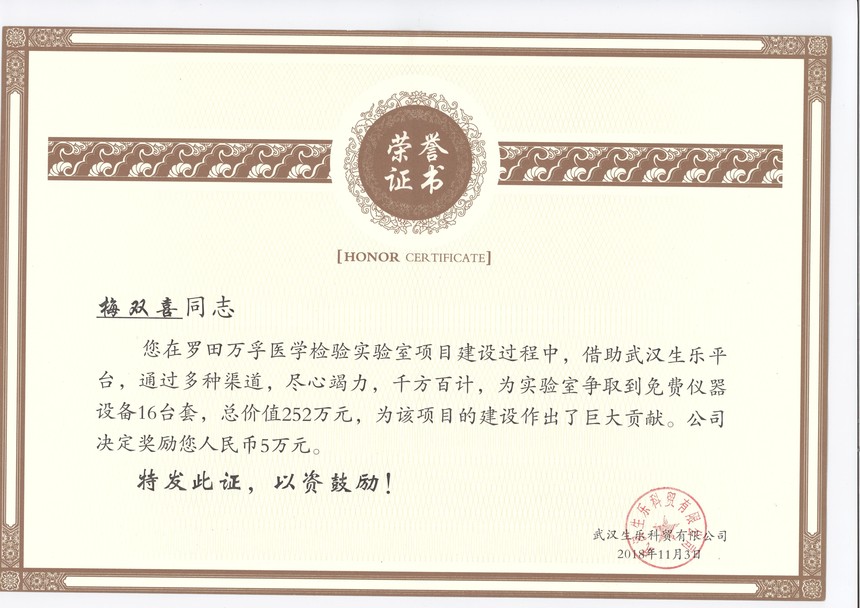 荣誉
证书
[HONOR CERTIFICATE]
梅双喜同志
您在罗田万孚医学检验实验室项目建设过程中，借助武汉生乐平
台，通过多种渠道，尽心竭力，千方百计，为实验室争取到免费仪器
设备16台套，总价值252万元，为该项目的建设作出了巨大贡献。公司
决定奖励您人民币5万元。
特发此证，以资鼓励！
武汉生乐科贸有限公司
2018年11月3日